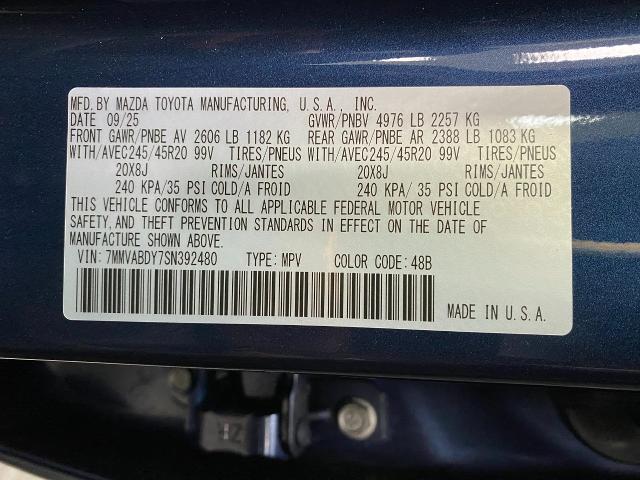 MFD.BY MAZDA TOYOTA MANUFACTURING, U.S.A., INC.
DATE 09/25 GVWR/PNBV 4976 LB 2257 KG
FRONT GAWR/PNBE AV 2606 LB 1182 KG REAR GAWR/PNBE AR 2388 LB 1083 KG
WITH/AVEC245/45R20 99V TIRES/PNEUS WITH/AVEC245/45R20 99V TIRES/PNEUS
20X8J RIMS/JANTES 20X8J RIMS/JANTES
240 KPA/35 PSI COLD/A FROID 240 KPA/ 35 PSI COLD/A FROID
THIS VEHICLE CONFORMS TO ALL APPLICABLE FEDERAL MOTOR VEHICLE
SAFETY, AND THEFT PREVENTION STANDARDS IN EFFECT ON THE DATE OF
MANUFACTURE SHOWN ABOVE.
VIN: 7MMVABDY7SN392480 TYPE: MPV COLOR CODE: 48B
MADE IN U.S.A.